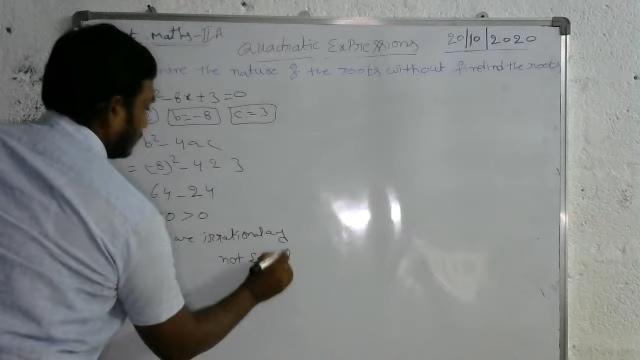 Maths-IIA
Quadratic Expressions
20/10/2020
the nature of the roots without findind the roots
- 8x + 3 = 0
b = -8 c = 3
b² - 4ac
= (-8)² - 4 2 3
64 - 24
0 > 0
are irrational
not